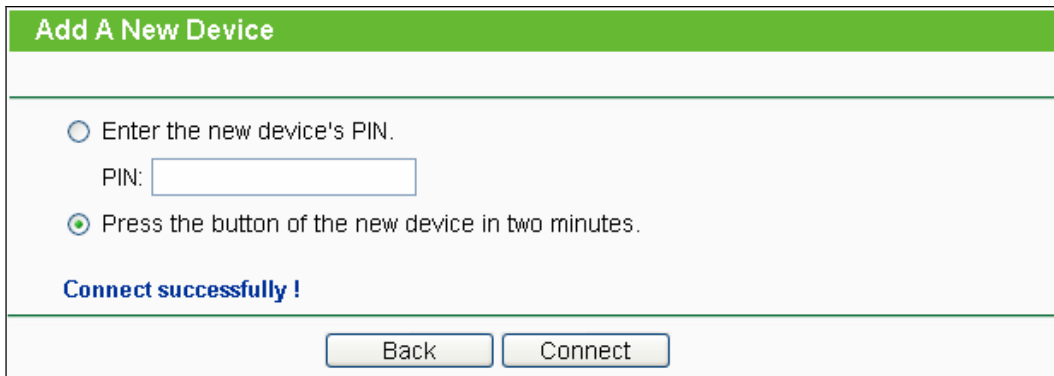 Add A New Device
Enter the new device's PIN.
PIN:
Press the button of the new device in two minutes.
Connect successfully !
Back Connect